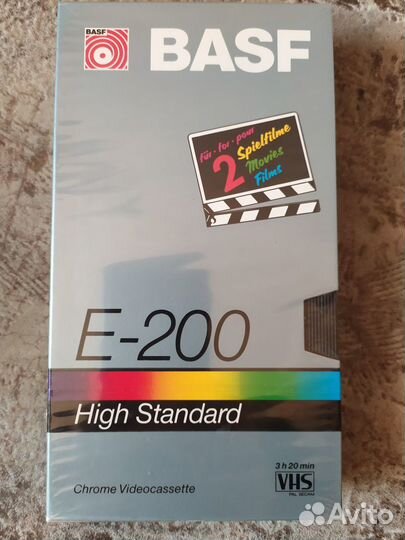 BASF
BASF
für · for · pour
2 Spielfilme
Movies
Films
E-200
High Standard
3 h 20 min
VHS
PAL SECAM
Chrome Videocassette
Avito